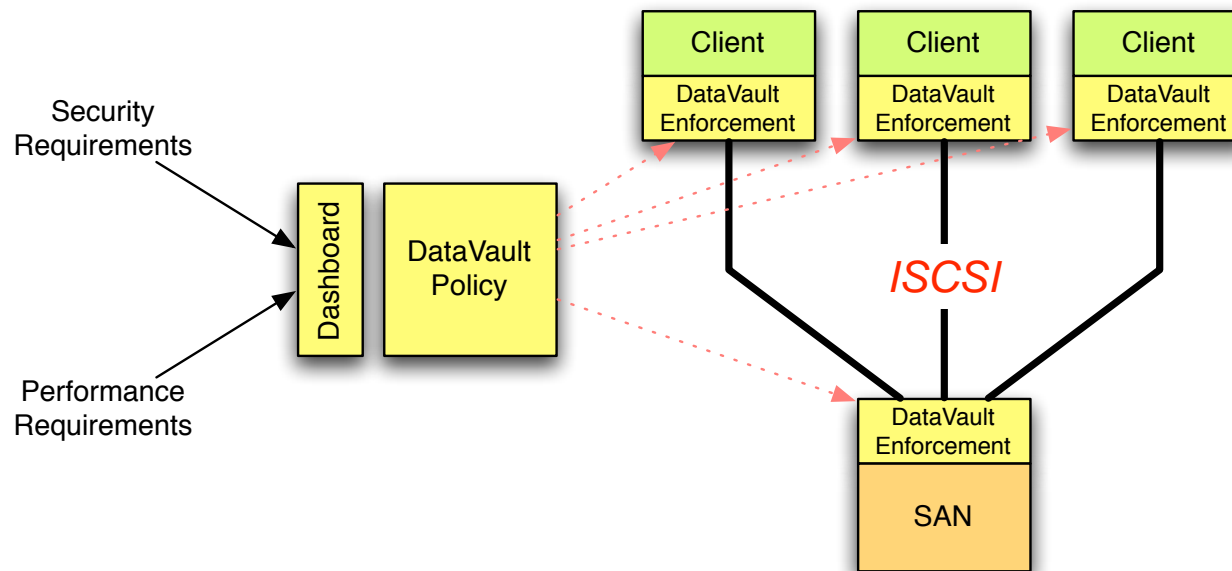 Client
DataVault
Enforcement
Client
DataVault
Enforcement
Client
DataVault
Enforcement
Security
Requirements
Dashboard
DataVault
Policy
ISCSI
Performance
Requirements
DataVault
Enforcement
SAN